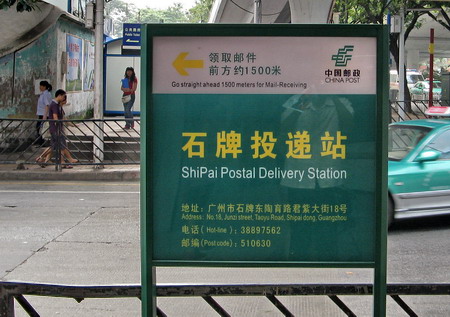 领取邮件
前方约1500米
Go straight ahead 1500 meters for Mail-Receiving
中国邮政
CHINA POST
石牌投递站
ShiPai Postal Delivery Station
地址：广州市石牌东陶育路君紫大街18号
Address: No.18, Junzi street, Taoyu Road, Shipai dong, Guangzhou
电话（Hot-line）: 38897562
邮编（Post code）: 510630